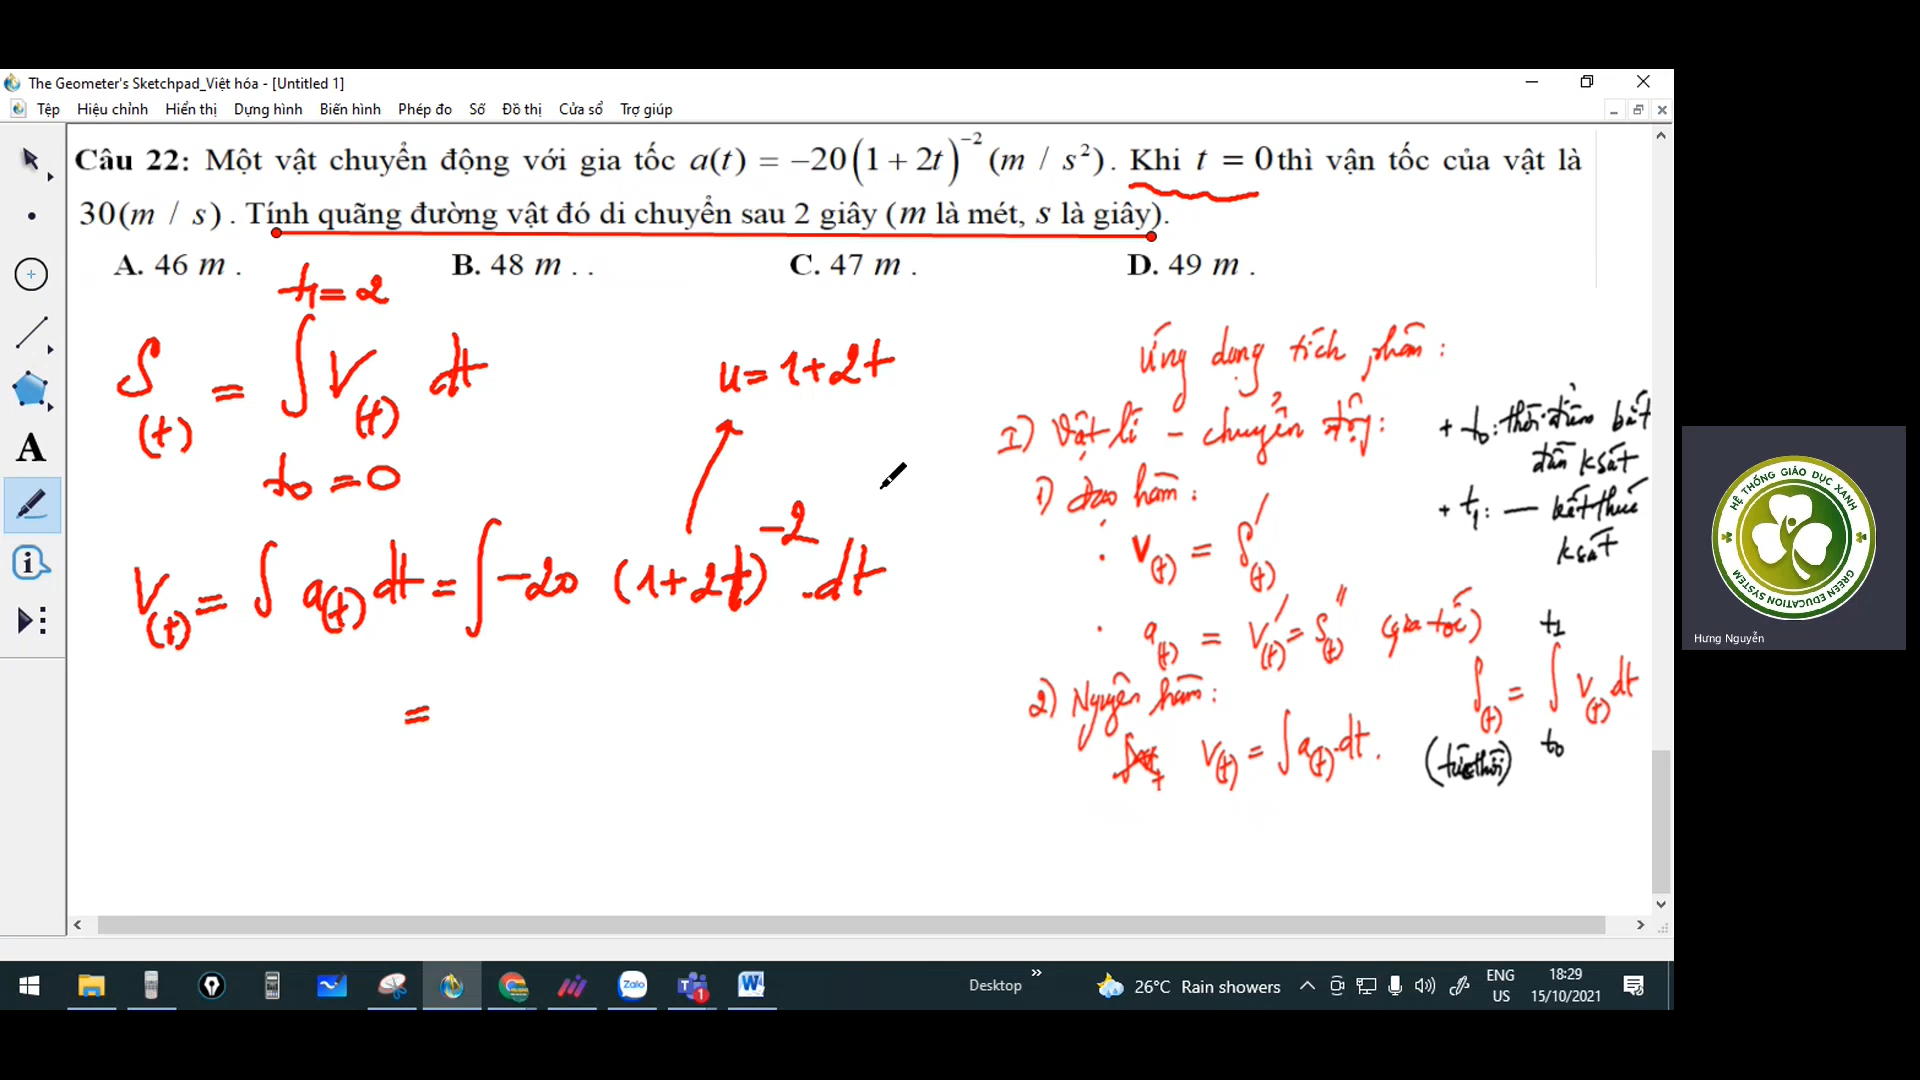 The Geometer's Sketchpad_Việt hóa - [Untitled 1]
Tệp Hiệu chỉnh Hiển thị Dựng hình Biến hình Phép đo Số Đồ thị Cửa sổ Trợ giúp
Câu 22: Một vật chuyển động với gia tốc a(t) = −20(1 + 2t)^−2 (m / s²). Khi t = 0 thì vận tốc của vật là
30(m / s). Tính quãng đường vật đó di chuyển sau 2 giây (m là mét, s là giây).
A. 46 m . B. 48 m . . C. 47 m . D. 49 m .
t1 = 2
S(t) = ∫ V(t) dt
t0 = 0
u = 1+2t
V(t) = ∫ a(t) dt = ∫ -20 (1+2t)^-2 .dt
=
Ứng dụng tích phân :
I) Vật lí - chuyển động :
1) Đạo hàm :
. V(t) = S'(t)
. a(t) = V'(t) = S''(t) (gia tốc)
2) Nguyên hàm :
V(t) = ∫ a(t).dt .
+ t0 : thời điểm bắt
đầu ksát
+ t1 : — kết thúc
ksát
t1
S(t) = ∫ V(t) dt
t0
(tức thời)
HỆ THỐNG GIÁO DỤC XANH
GREEN EDUCATION SYSTEM
Hưng Nguyễn
A
i
Zalo
1
W
Desktop
26°C Rain showers
ENG
US
18:29
15/10/2021